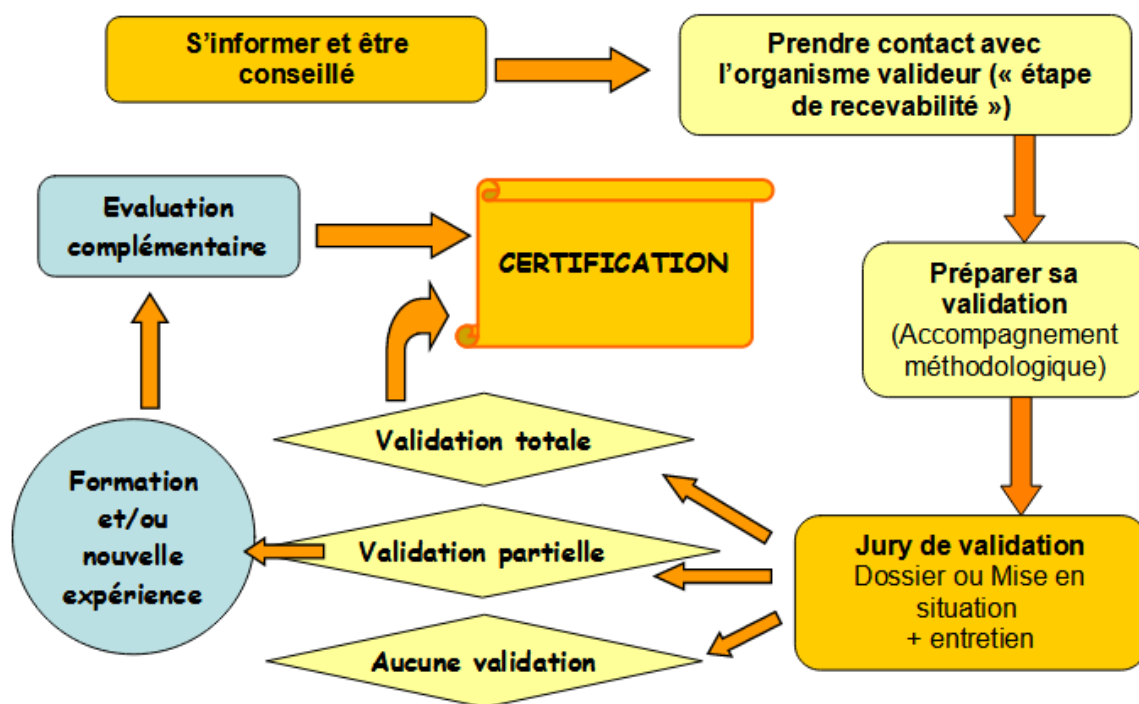 S'informer et être
conseillé
Prendre contact avec
l'organisme valideur (« étape
de recevabilité »)
Evaluation
complémentaire
CERTIFICATION
Préparer sa
validation
(Accompagnement
méthodologique)
Validation totale
Formation
et/ou
nouvelle
expérience
Validation partielle
Jury de validation
Dossier ou Mise en
situation
+ entretien
Aucune validation